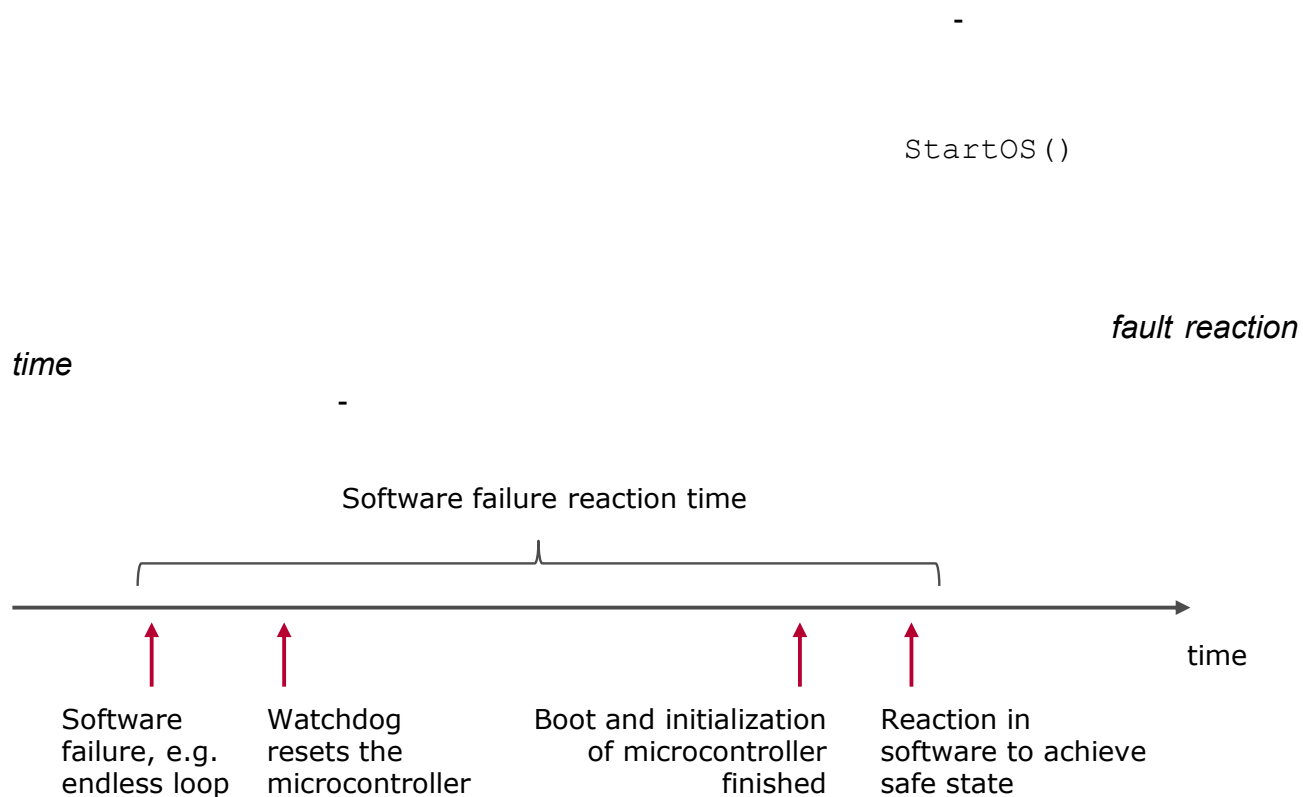 -
StartOS()
fault reaction
time
-
Software failure reaction time
time
Software
failure, e.g.
endless loop
Watchdog
resets the
microcontroller
Boot and initialization
of microcontroller
finished
Reaction in
software to achieve
safe state